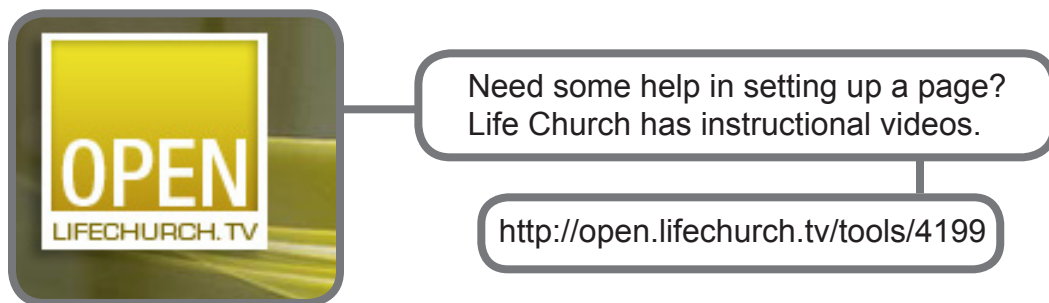 OPEN
LIFECHURCH.TV
Need some help in setting up a page?
Life Church has instructional videos.
http://open.lifechurch.tv/tools/4199